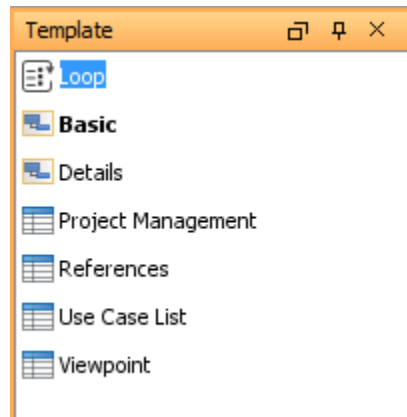 Template
Loop
Basic
Details
Project Management
References
Use Case List
Viewpoint